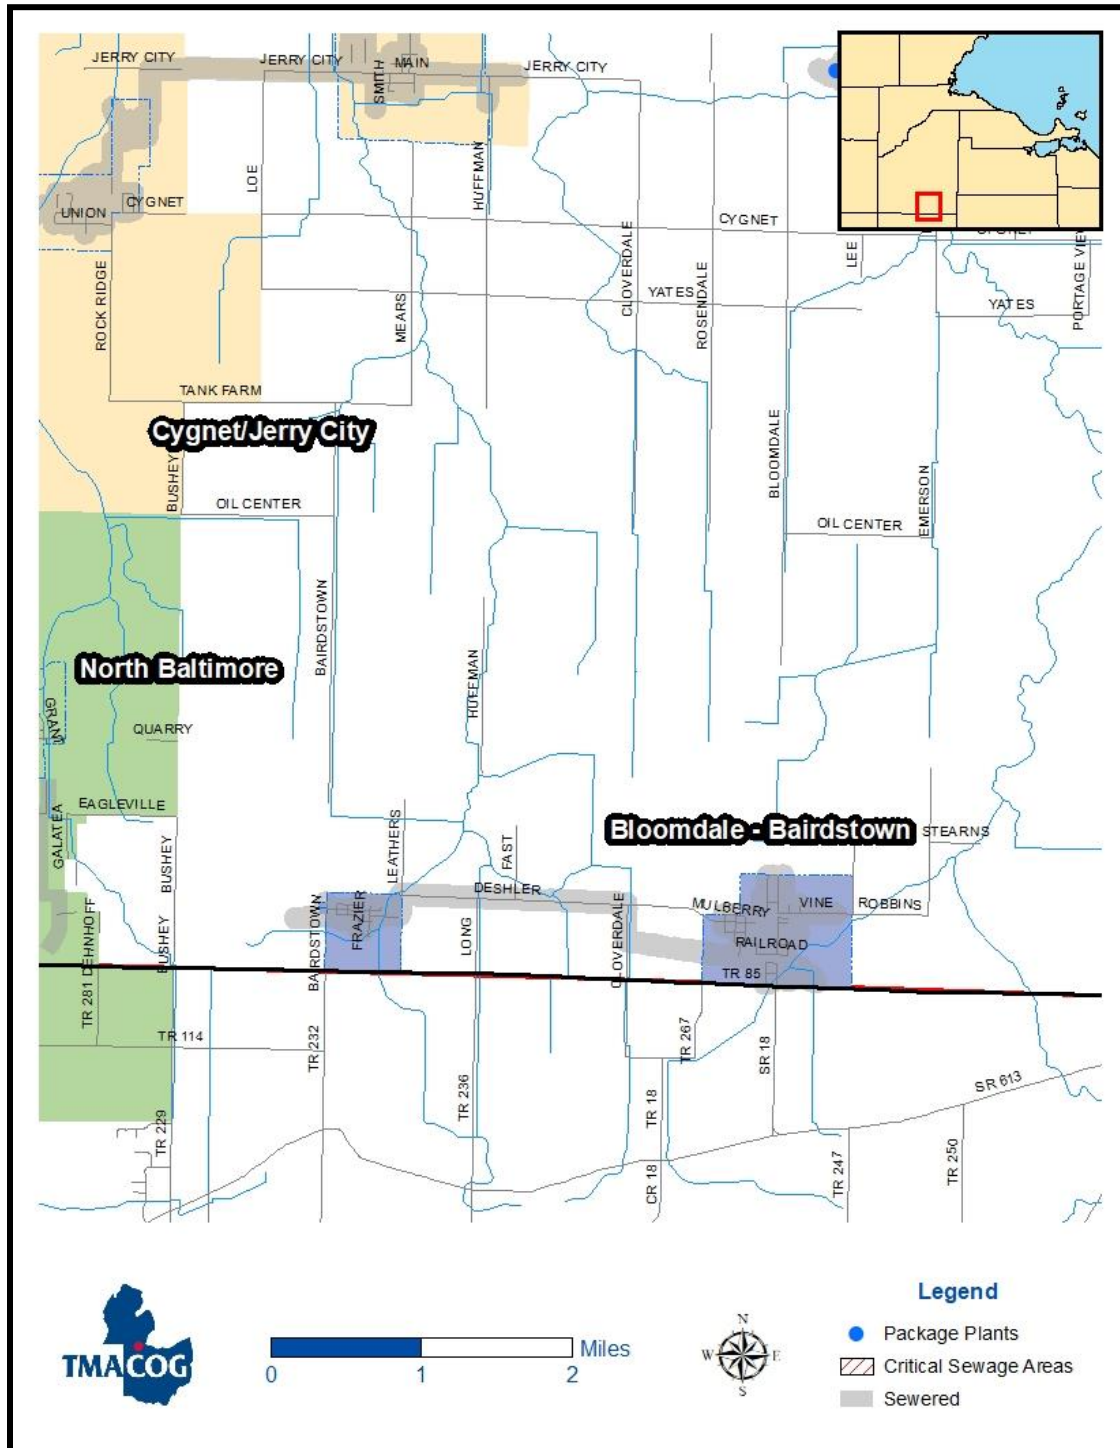 JERRY CITY
JERRY CITY
MAIN
JERRY CITY
SMITH
LOE
HUFFMAN
UNION
CYGNET
CYGNET
CLOVERDALE
LEE
PORTAGE VIEW
ROCK RIDGE
MEARS
YATES
ROSENDALE
YATES
TANK FARM
Cygnet/Jerry City
BUSHEY
OIL CENTER
BLOOMDALE
EMERSON
OIL CENTER
BAIRDSTOWN
North Baltimore
HUFFMAN
GRANT
QUARRY
EAGLEVILLE
GALATEA
BUSHEY
LEATHERS
FAST
Bloomdale - Bairdstown
STEARNS
DESHLER
MULBERRY
VINE
ROBBINS
DEHNHOFF
BUSHEY
BAIRDSTOWN
FRAZIER
LONG
CLOVERDALE
RAILROAD
TR 85
TR 281
TR 114
TR 232
TR 267
SR 18
TR 236
TR 18
SR 613
TR 229
CR 18
TR 247
TR 250
TMACOG
Miles
0 1 2
N
W E
S
Legend
Package Plants
Critical Sewage Areas
Sewered